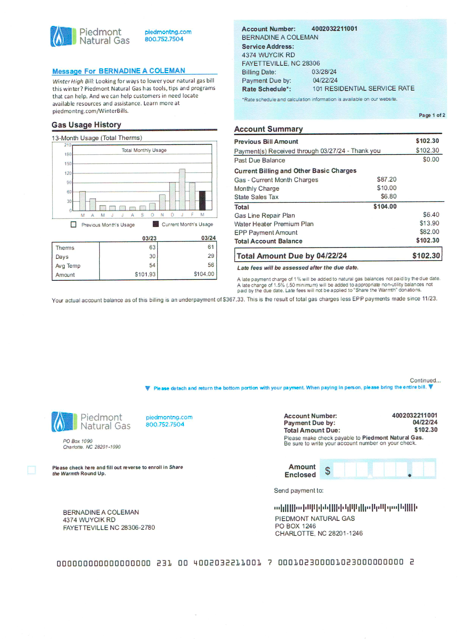 Piedmont
Natural Gas
piedmontng.com
800.752.7504
Account Number: 4002032211001
BERNADINE A COLEMAN
Service Address:
4374 WUYCIK RD
FAYETTEVILLE, NC 28306
Billing Date: 03/28/24
Payment Due by: 04/22/24
Rate Schedule*: 101 RESIDENTIAL SERVICE RATE
*Rate schedule and calculation information is available on our website.
Page 1 of 2
Message For BERNADINE A COLEMAN
Winter High Bill: Looking for ways to lower your natural gas bill
this winter? Piedmont Natural Gas has tools, tips and programs
that can help. And we can help customers in need locate
available resources and assistance. Learn more at
piedmontng.com/WinterBills.
Gas Usage History
13-Month Usage (Total Therms)
Total Monthly Usage
M A M J J A S O N D J F M
Previous Month's Usage Current Month's Usage
03/23 03/24
Therms 63 61
Days 30 29
Avg Temp 54 56
Amount $101.93 $104.00
Account Summary
Previous Bill Amount $102.30
Payment(s) Received through 03/27/24 - Thank you $102.30
Past Due Balance $0.00
Current Billing and Other Basic Charges
Gas - Current Month Charges $87.20
Monthly Charge $10.00
State Sales Tax $6.80
Total $104.00
Gas Line Repair Plan $6.40
Water Heater Premium Plan $13.90
EPP Payment Amount $82.00
Total Account Balance $102.30
Total Amount Due by 04/22/24 $102.30
Late fees will be assessed after the due date.
A late payment charge of 1% will be added to natural gas balances not paid by the due date.
A late charge of 1.5% (.50 minimum) will be added to appropriate non-utility balances not
paid by the due date. Late fees will not be applied to "Share the Warmth" donations.
Your actual account balance as of this billing is an underpayment of $367.33. This is the result of total gas charges less EPP payments made since 11/23.
Continued...
Please detach and return the bottom portion with your payment. When paying in person, please bring the entire bill.
Piedmont
Natural Gas
piedmontng.com
800.752.7504
PO Box 1090
Charlotte, NC 28201-1090
Account Number: 4002032211001
Payment Due by: 04/22/24
Total Amount Due: $102.30
Please make check payable to Piedmont Natural Gas.
Be sure to write your account number on your check.
Please check here and fill out reverse to enroll in Share
the Warmth Round Up.
Amount
Enclosed $
Send payment to:
BERNADINE A COLEMAN
4374 WUYCIK RD
FAYETTEVILLE NC 28306-2780
PIEDMONT NATURAL GAS
PO BOX 1246
CHARLOTTE, NC 28201-1246